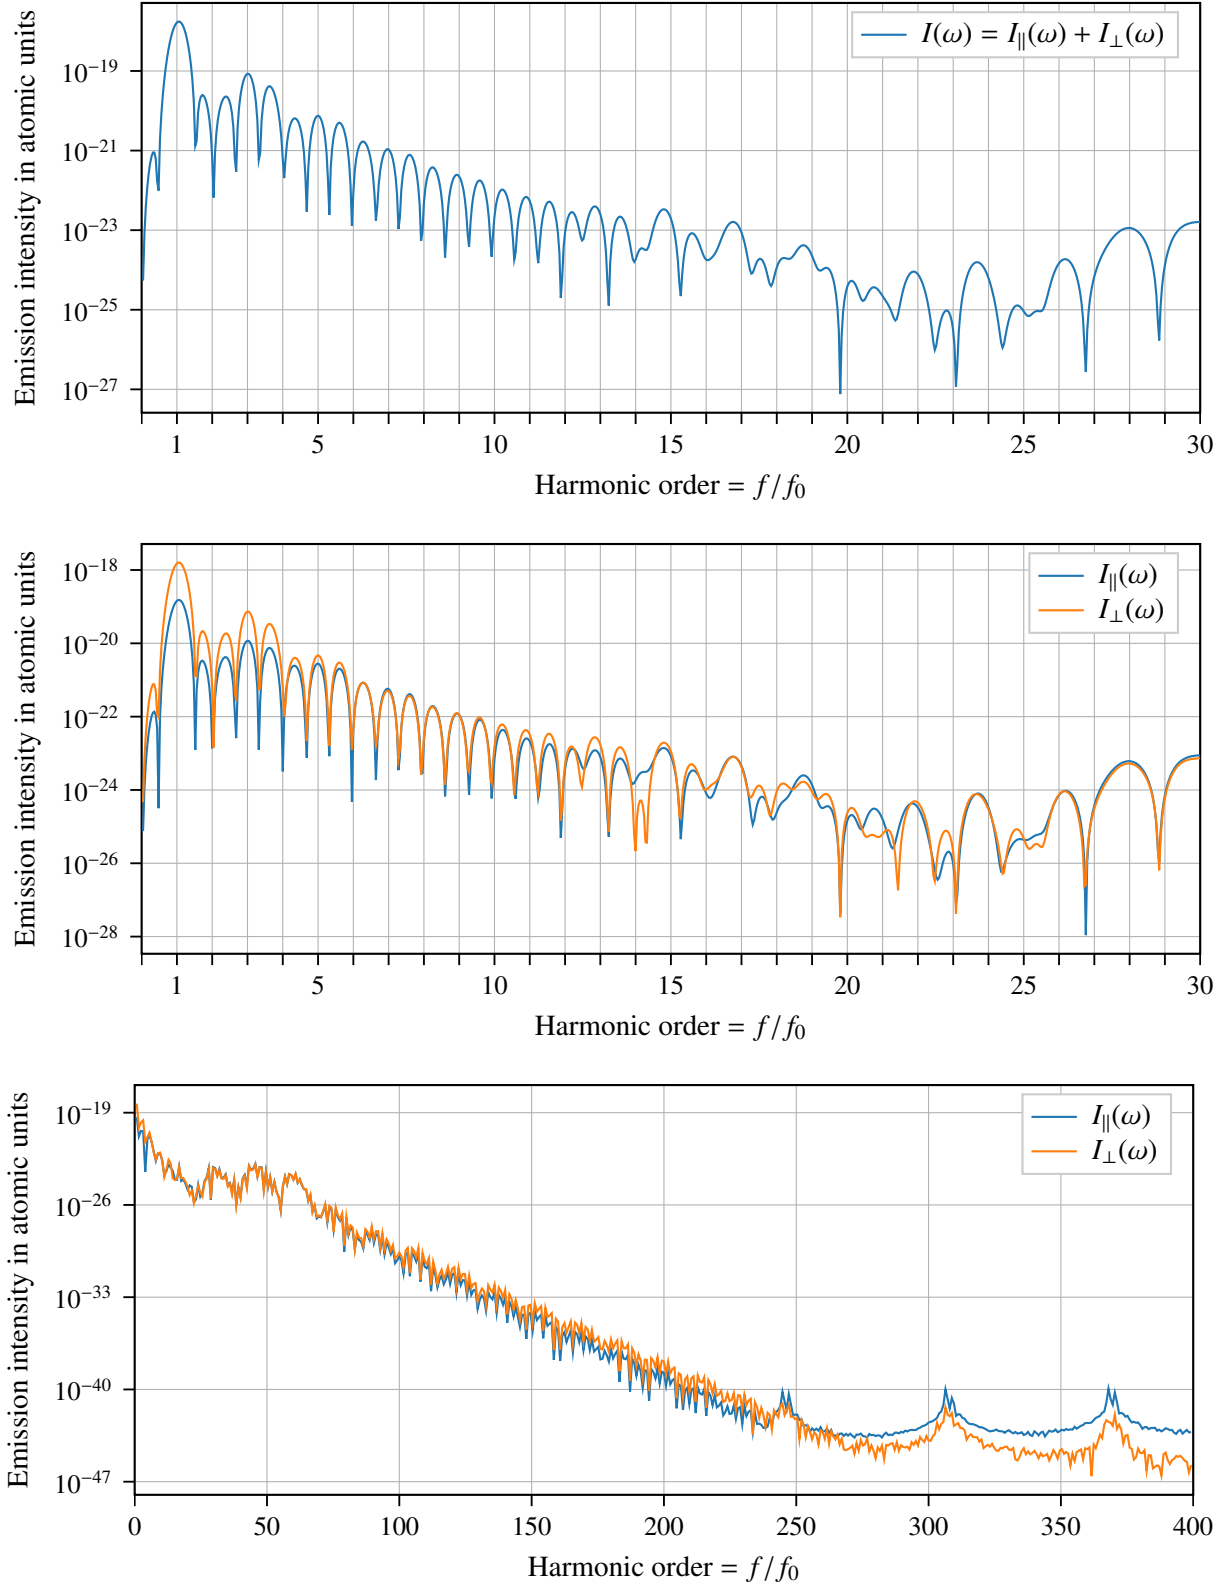 Emission intensity in atomic units
I(ω) = I∥(ω) + I⊥(ω)
10⁻¹⁹
10⁻²¹
10⁻²³
10⁻²⁵
10⁻²⁷
1 5 10 15 20 25 30
Harmonic order = f/f₀
Emission intensity in atomic units
I∥(ω)
I⊥(ω)
10⁻¹⁸
10⁻²⁰
10⁻²²
10⁻²⁴
10⁻²⁶
10⁻²⁸
1 5 10 15 20 25 30
Harmonic order = f/f₀
Emission intensity in atomic units
I∥(ω)
I⊥(ω)
10⁻¹⁹
10⁻²⁶
10⁻³³
10⁻⁴⁰
10⁻⁴⁷
0 50 100 150 200 250 300 350 400
Harmonic order = f/f₀